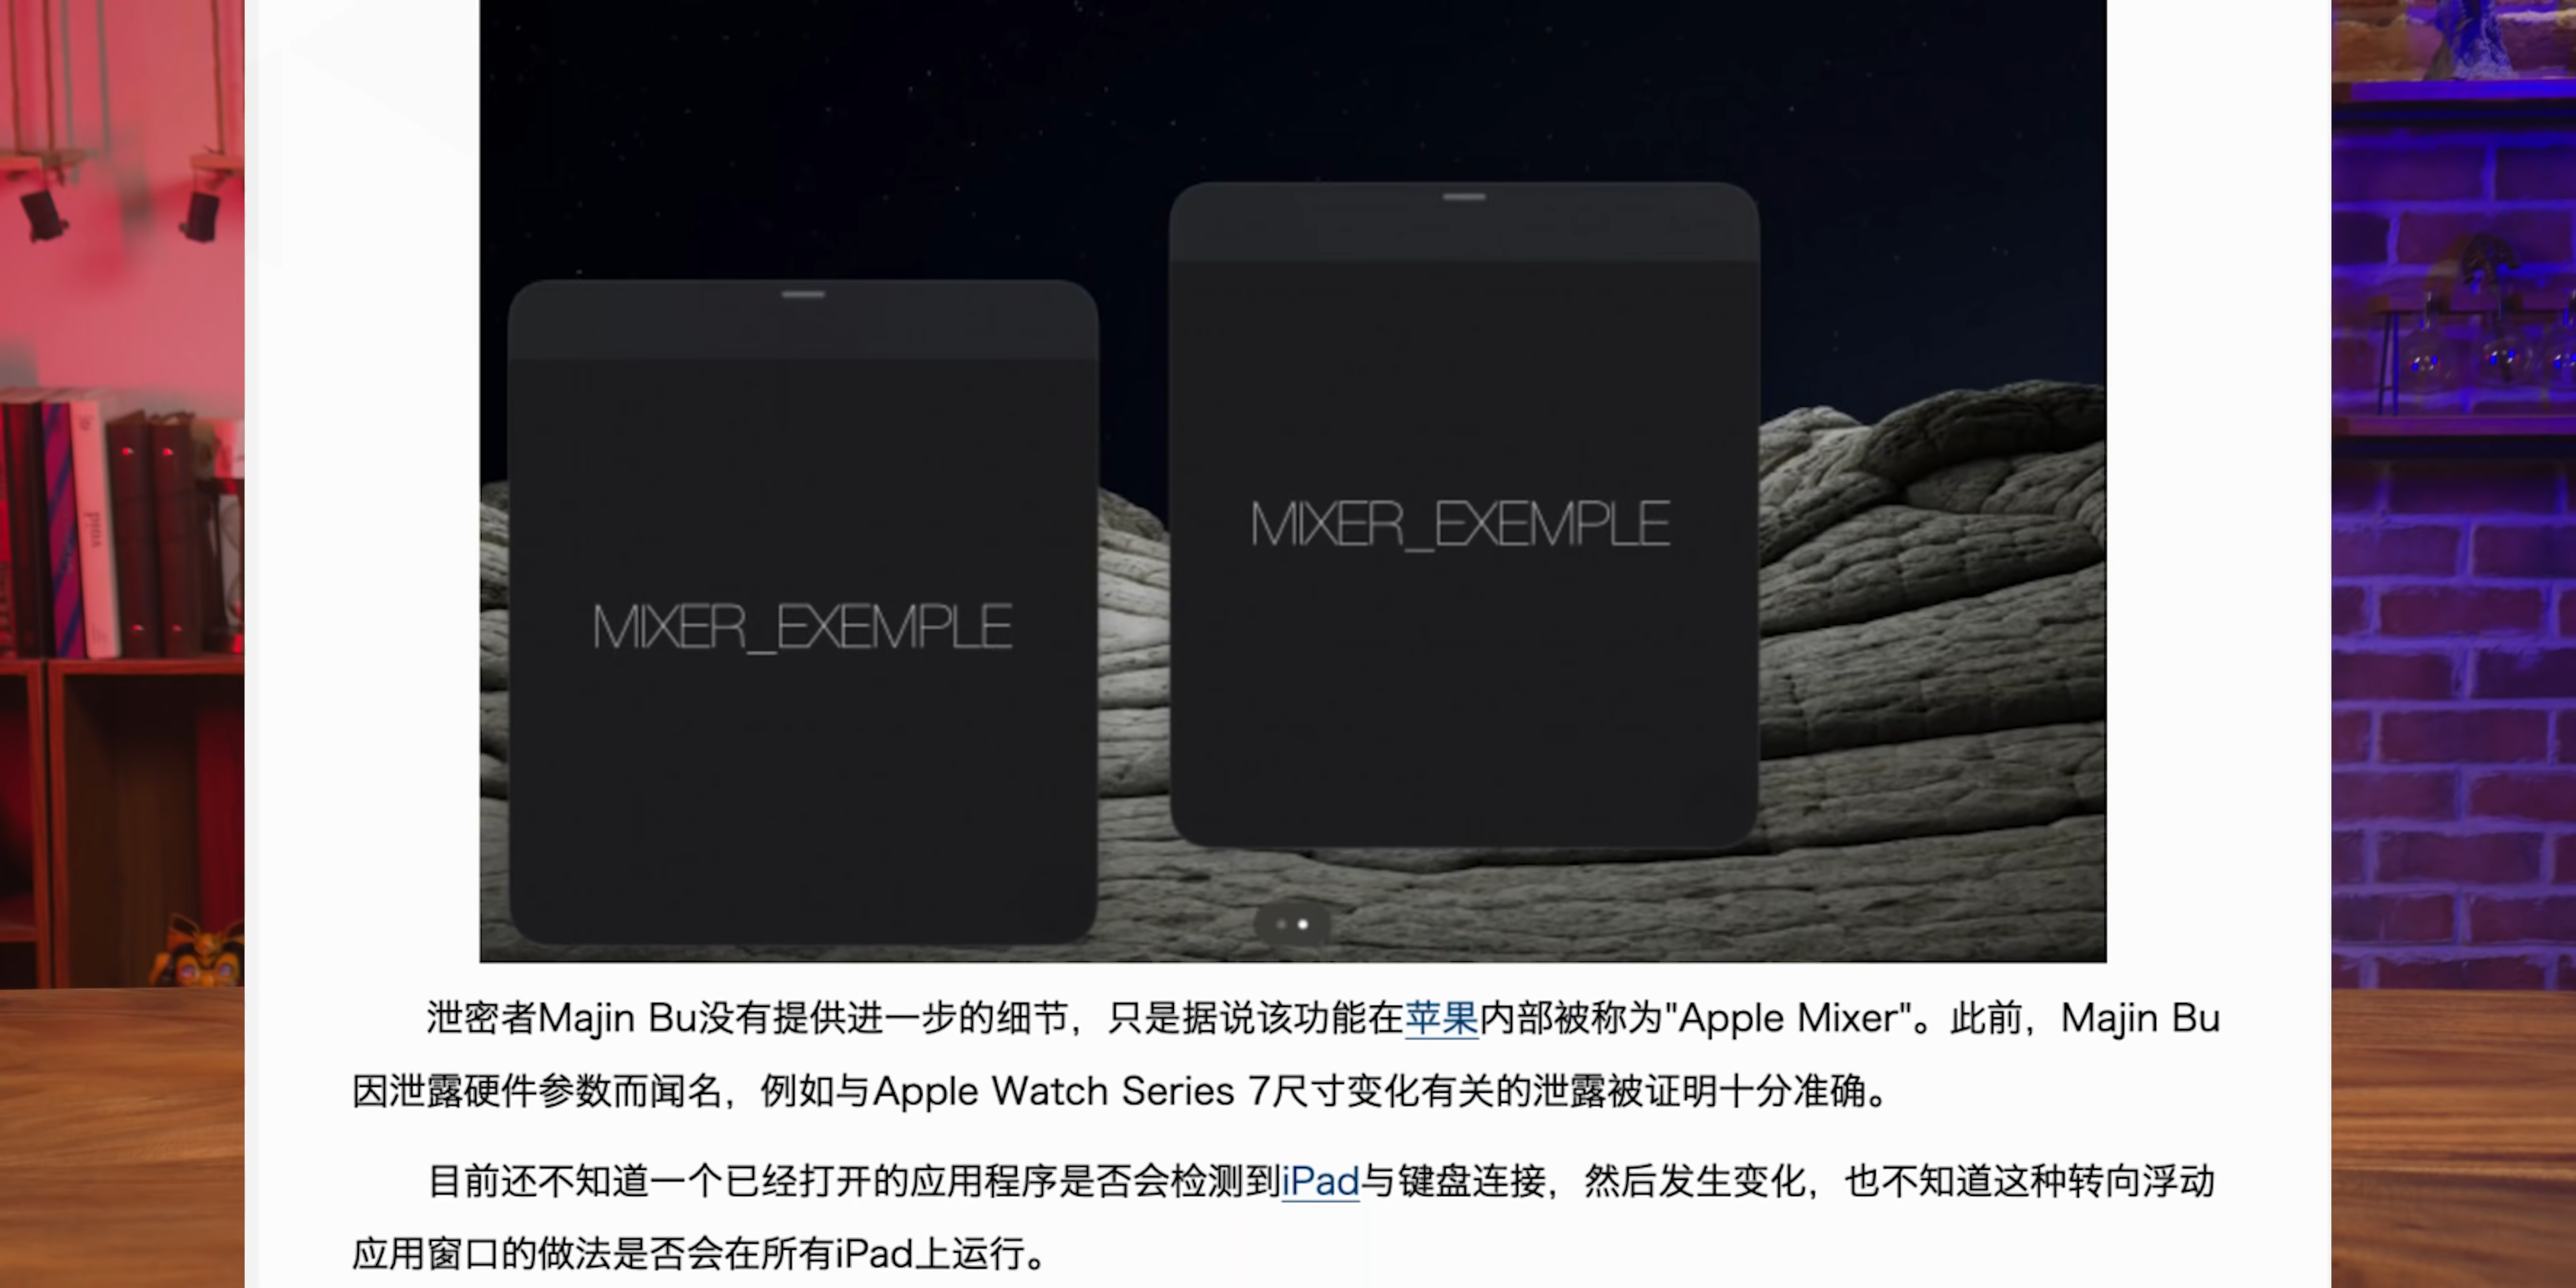 MIXER_EXEMPLE
MIXER_EXEMPLE
泄密者Majin Bu没有提供进一步的细节，只是据说该功能在苹果内部被称为"Apple Mixer"。此前，Majin Bu
因泄露硬件参数而闻名，例如与Apple Watch Series 7尺寸变化有关的泄露被证明十分准确。
目前还不知道一个已经打开的应用程序是否会检测到iPad与键盘连接，然后发生变化，也不知道这种转向浮动
应用窗口的做法是否会在所有iPad上运行。